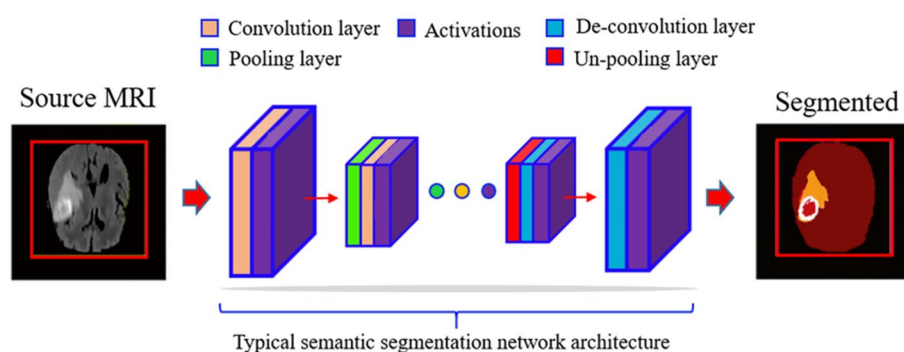 Convolution layer
Activations
De-convolution layer
Pooling layer
Un-pooling layer
Source MRI
Segmented
Typical semantic segmentation network architecture